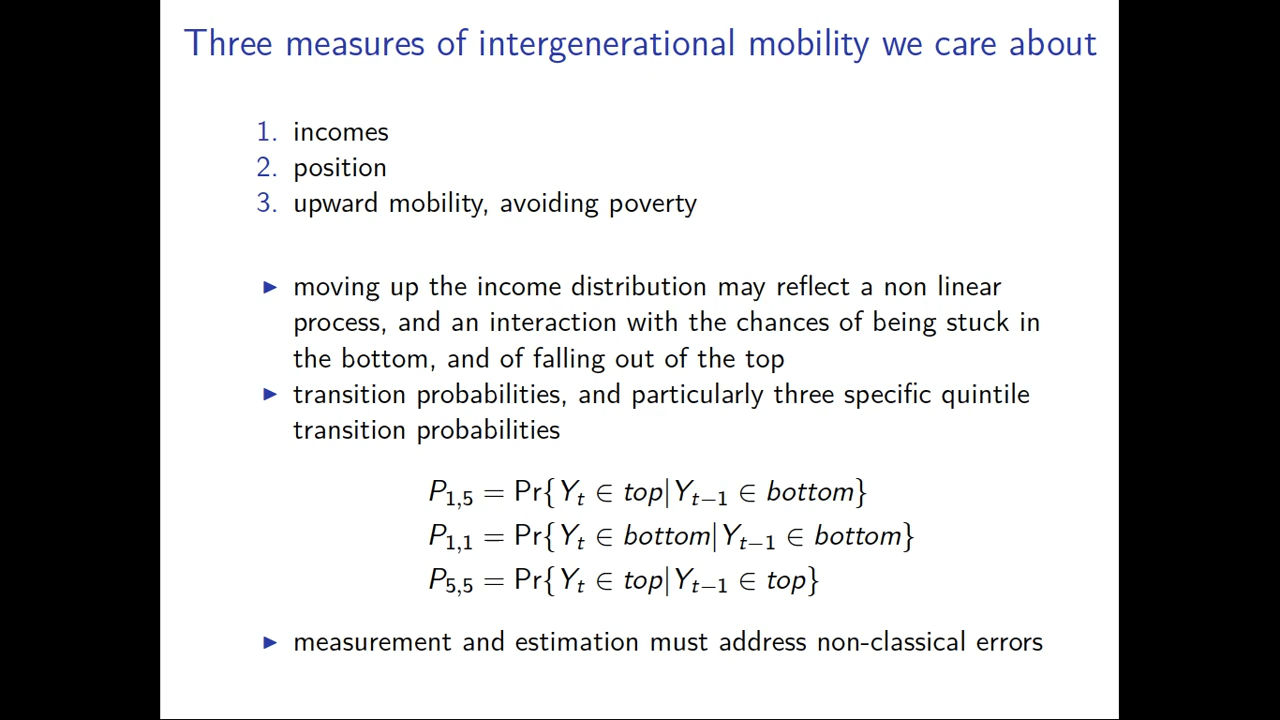 Three measures of intergenerational mobility we care about
1. incomes
2. position
3. upward mobility, avoiding poverty
▶ moving up the income distribution may reflect a non linear
process, and an interaction with the chances of being stuck in
the bottom, and of falling out of the top
▶ transition probabilities, and particularly three specific quintile
transition probabilities
P₁,₅ = Pr{Yₜ ∈ top|Yₜ₋₁ ∈ bottom}
P₁,₁ = Pr{Yₜ ∈ bottom|Yₜ₋₁ ∈ bottom}
P₅,₅ = Pr{Yₜ ∈ top|Yₜ₋₁ ∈ top}
▶ measurement and estimation must address non-classical errors